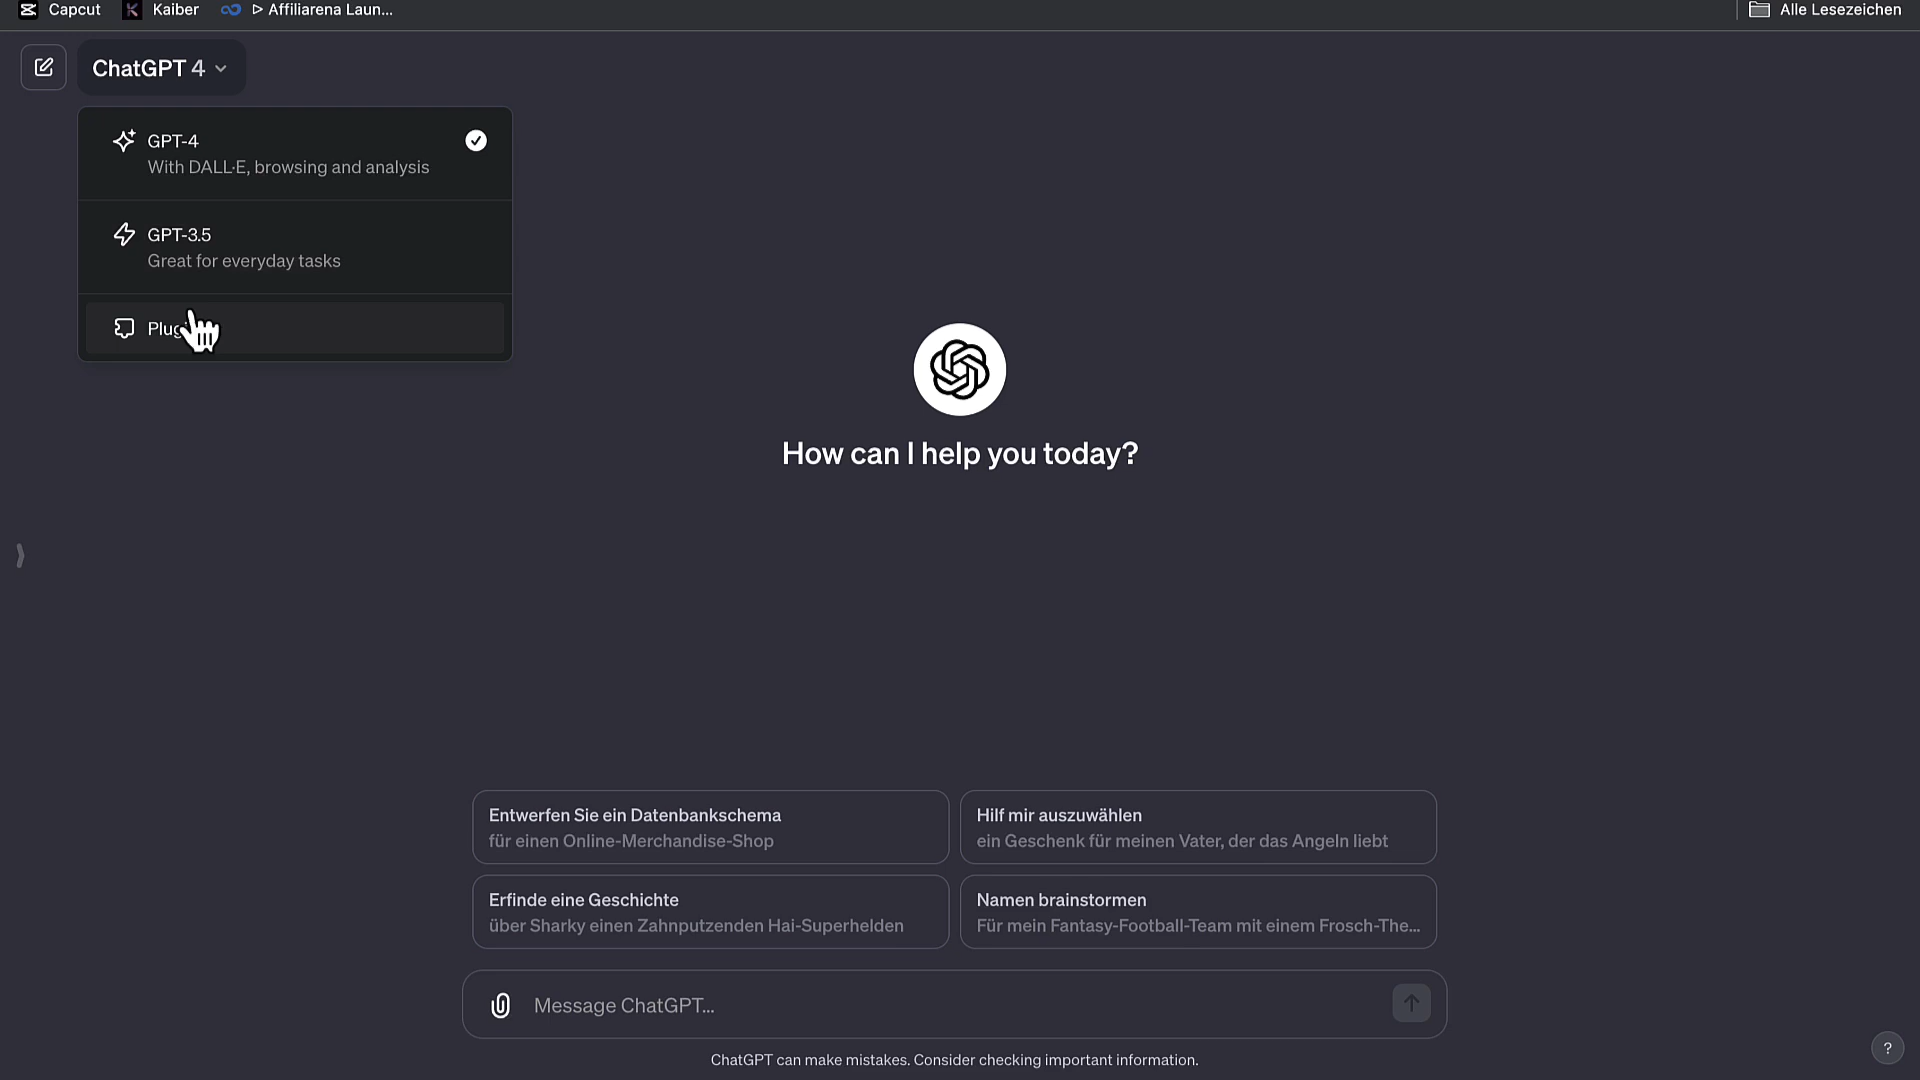 Capcut Kaiber ▷ Affiliarena Laun... Alle Lesezeichen
ChatGPT 4
GPT-4
With DALL·E, browsing and analysis
GPT-3.5
Great for everyday tasks
How can I help you today?
Entwerfen Sie ein Datenbankschema
für einen Online-Merchandise-Shop
Hilf mir auszuwählen
ein Geschenk für meinen Vater, der das Angeln liebt
Erfinde eine Geschichte
über Sharky einen Zahnputzenden Hai-Superhelden
Namen brainstormen
Für mein Fantasy-Football-Team mit einem Frosch-The...
Message ChatGPT...
ChatGPT can make mistakes. Consider checking important information.
?